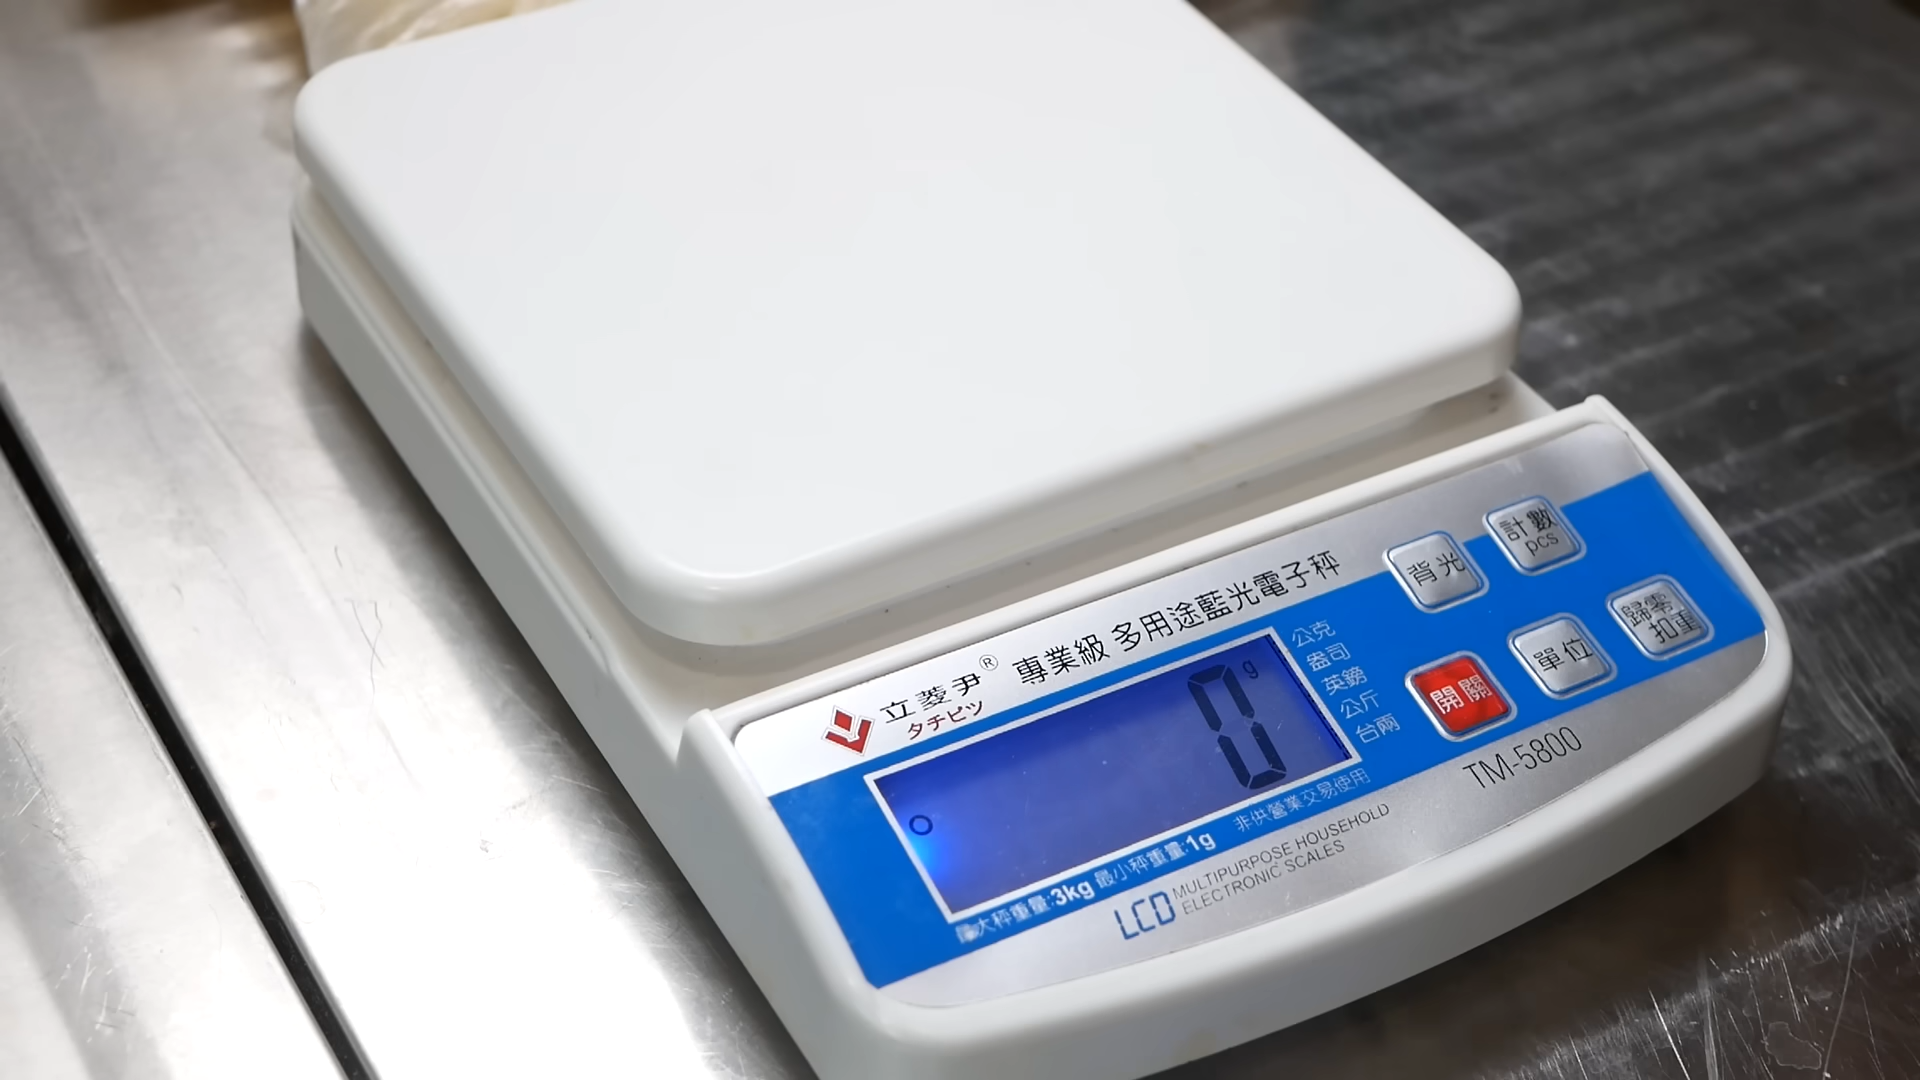 立菱尹® 專業級 多用途藍光電子秤
タチビツ
0 g
公克
盎司
英鎊
公斤
台兩
背光
計數
pcs
開關
單位
歸零
扣重
最大秤重量:3kg 最小秤重量:1g 非供營業交易使用
LCD MULTIPURPOSE HOUSEHOLD
ELECTRONIC SCALES
TM-5800